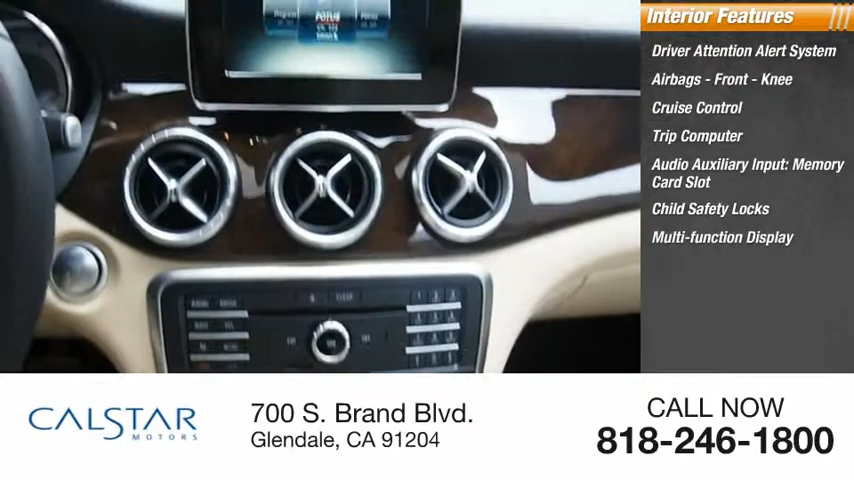 Interior Features
Driver Attention Alert System
Airbags - Front - Knee
Cruise Control
Trip Computer
Audio Auxiliary Input: Memory
Card Slot
Child Safety Locks
Multi-function Display
CALSTAR
MOTORS
700 S. Brand Blvd.
Glendale, CA 91204
CALL NOW
818-246-1800